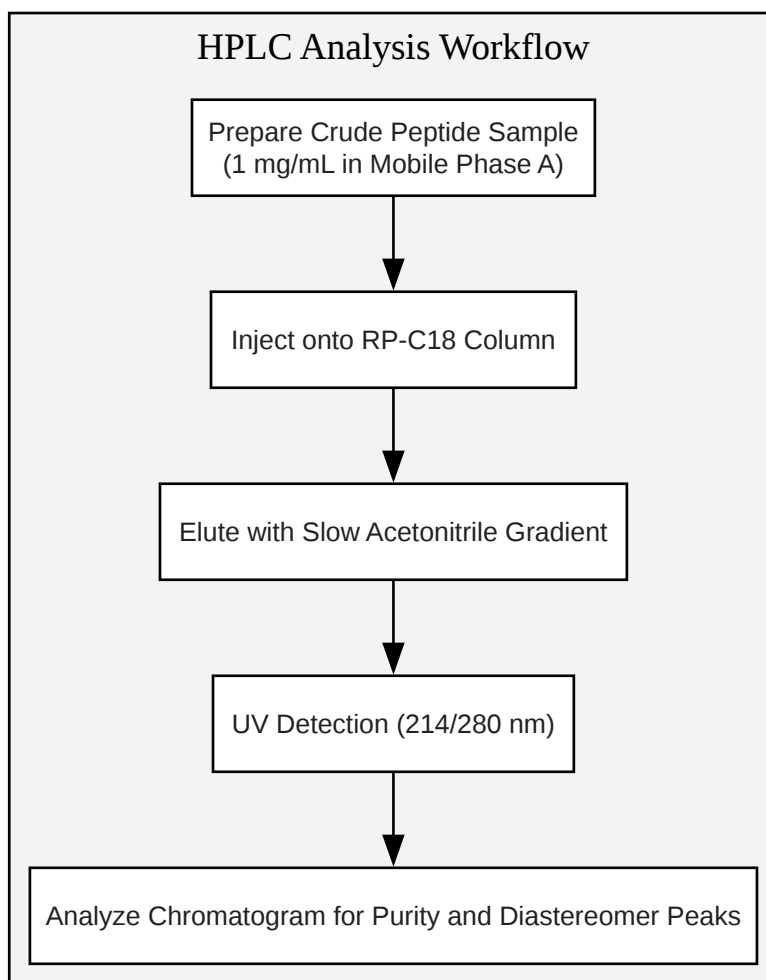 HPLC Analysis Workflow
Prepare Crude Peptide Sample
(1 mg/mL in Mobile Phase A)
Inject onto RP-C18 Column
Elute with Slow Acetonitrile Gradient
UV Detection (214/280 nm)
Analyze Chromatogram for Purity and Diastereomer Peaks